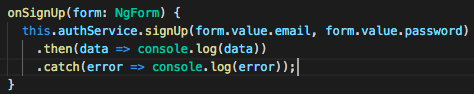 onSignUp(form: NgForm) {
  this.authService.signUp(form.value.email, form.value.password)
    .then(data => console.log(data))
    .catch(error => console.log(error));
}